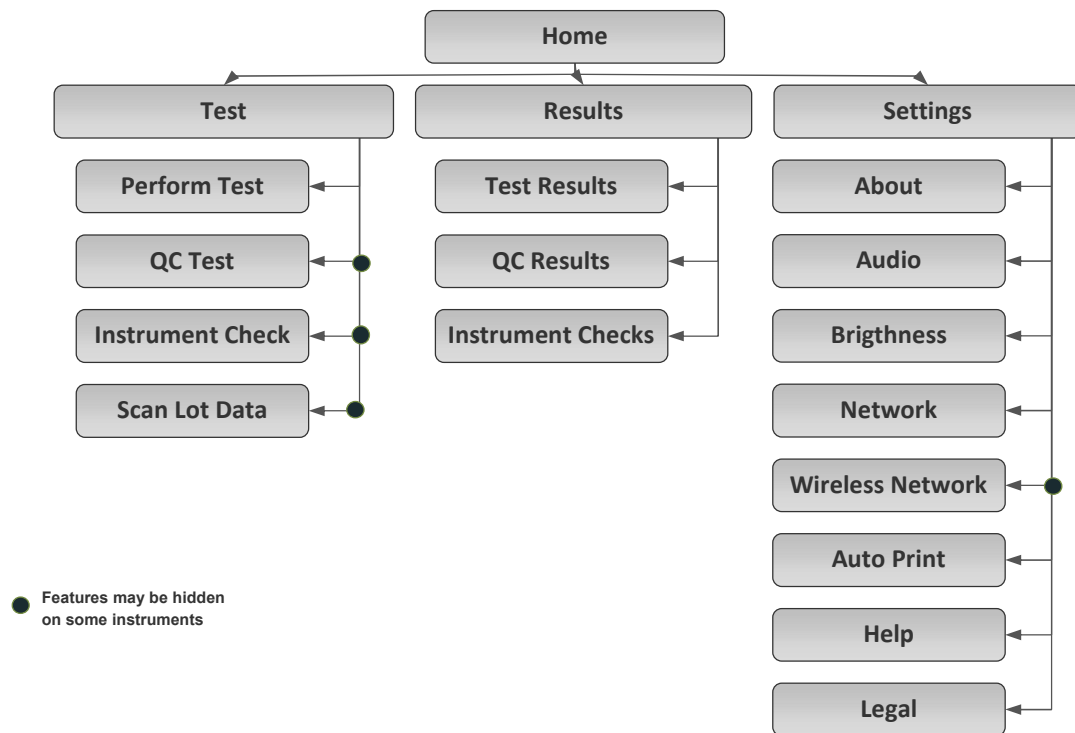 Home
Test
Results
Settings
Perform Test
Test Results
About
QC Test
QC Results
Audio
Instrument Check
Instrument Checks
Brigthness
Scan Lot Data
Network
Wireless Network
Auto Print
Features may be hidden
on some instruments
Help
Legal